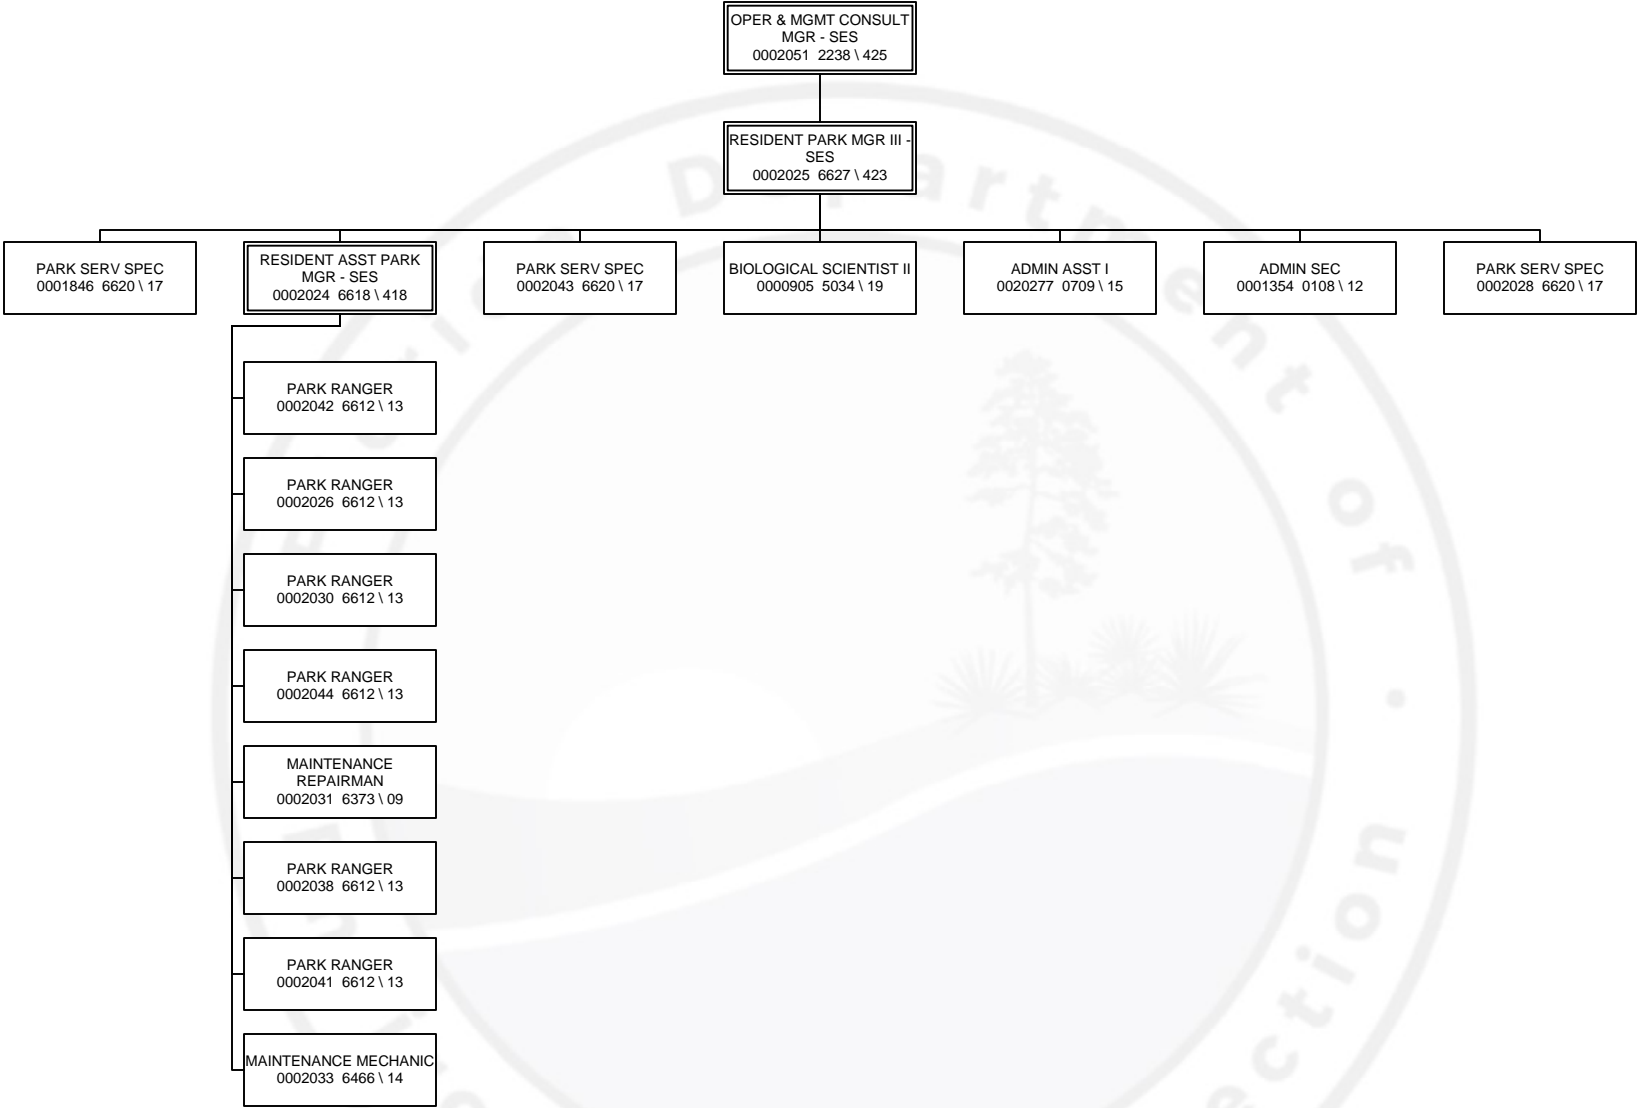 OPER & MGMT CONSULT
MGR - SES
0002051 2238 \ 425
RESIDENT PARK MGR III -
SES
0002025 6627 \ 423
PARK SERV SPEC
0001846 6620 \ 17
RESIDENT ASST PARK
MGR - SES
0002024 6618 \ 418
PARK SERV SPEC
0002043 6620 \ 17
BIOLOGICAL SCIENTIST II
0000905 5034 \ 19
ADMIN ASST I
0020277 0709 \ 15
ADMIN SEC
0001354 0108 \ 12
PARK SERV SPEC
0002028 6620 \ 17
PARK RANGER
0002042 6612 \ 13
PARK RANGER
0002026 6612 \ 13
PARK RANGER
0002030 6612 \ 13
PARK RANGER
0002044 6612 \ 13
MAINTENANCE
REPAIRMAN
0002031 6373 \ 09
PARK RANGER
0002038 6612 \ 13
PARK RANGER
0002041 6612 \ 13
MAINTENANCE MECHANIC
0002033 6466 \ 14
Department of